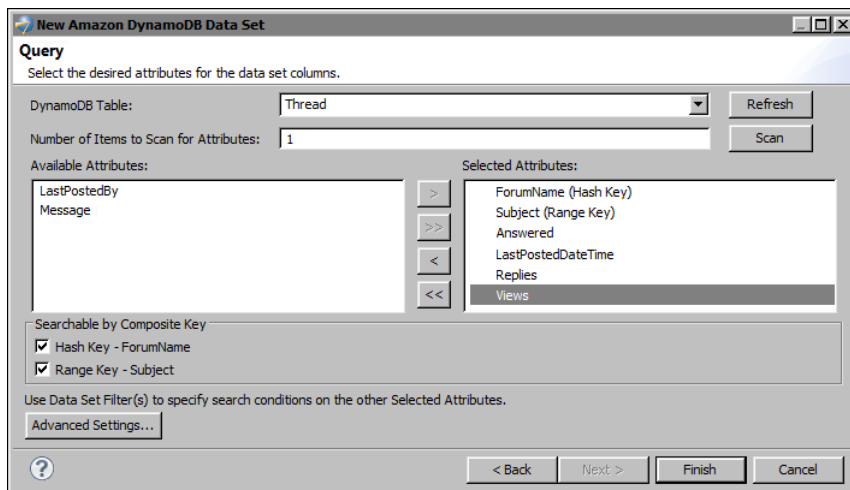 New Amazon DynamoDB Data Set
Query
Select the desired attributes for the data set columns.
DynamoDB Table: Thread Refresh
Number of Items to Scan for Attributes: 1 Scan
Available Attributes: Selected Attributes:
LastPostedBy
Message
>
>>
<
<<
ForumName (Hash Key)
Subject (Range Key)
Answered
LastPostedDateTime
Replies
Views
Searchable by Composite Key
Hash Key - ForumName
Range Key - Subject
Use Data Set Filter(s) to specify search conditions on the other Selected Attributes.
Advanced Settings...
? < Back Next > Finish Cancel